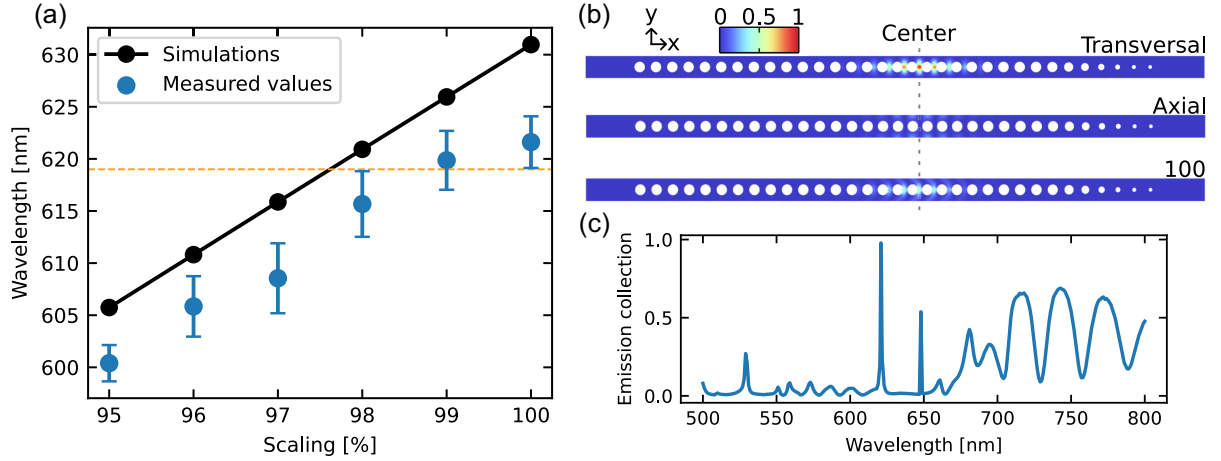 (a)
Wavelength [nm]
630
625
620
615
610
605
600
Simulations
Measured values
95 96 97 98 99 100
Scaling [%]
(b)
y
x
0 0.5 1
Center
Transversal
Axial
100
(c)
Emission collection
1.0
0.5
0.0
500 550 600 650 700 750 800
Wavelength [nm]